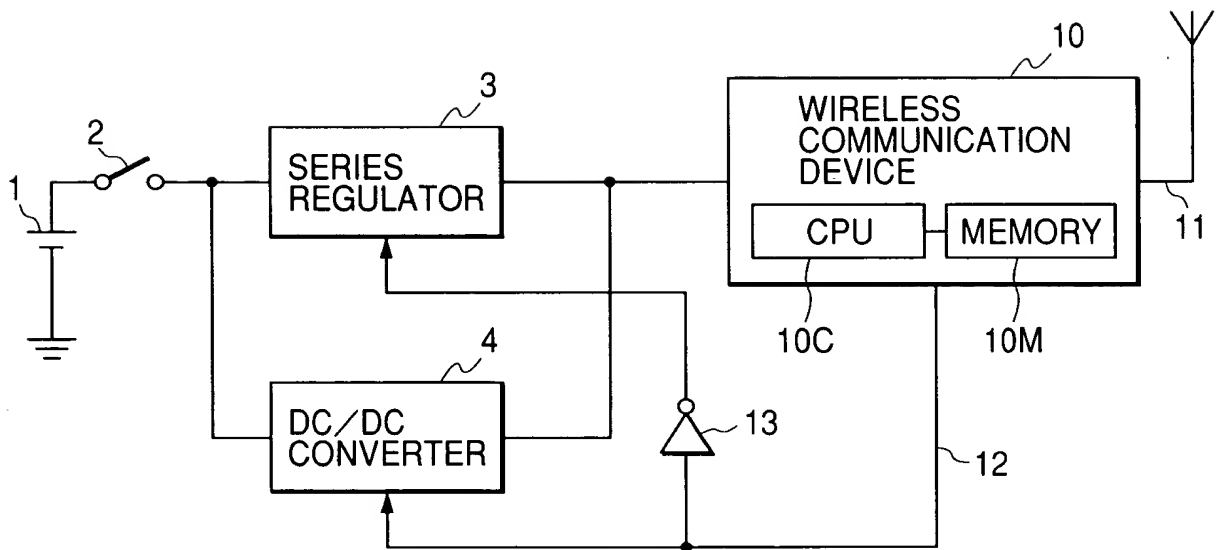 10
3
WIRELESS
COMMUNICATION
DEVICE
2
SERIES
REGULATOR
1
CPU
MEMORY
11
10C
10M
4
DC/DC
CONVERTER
13
12